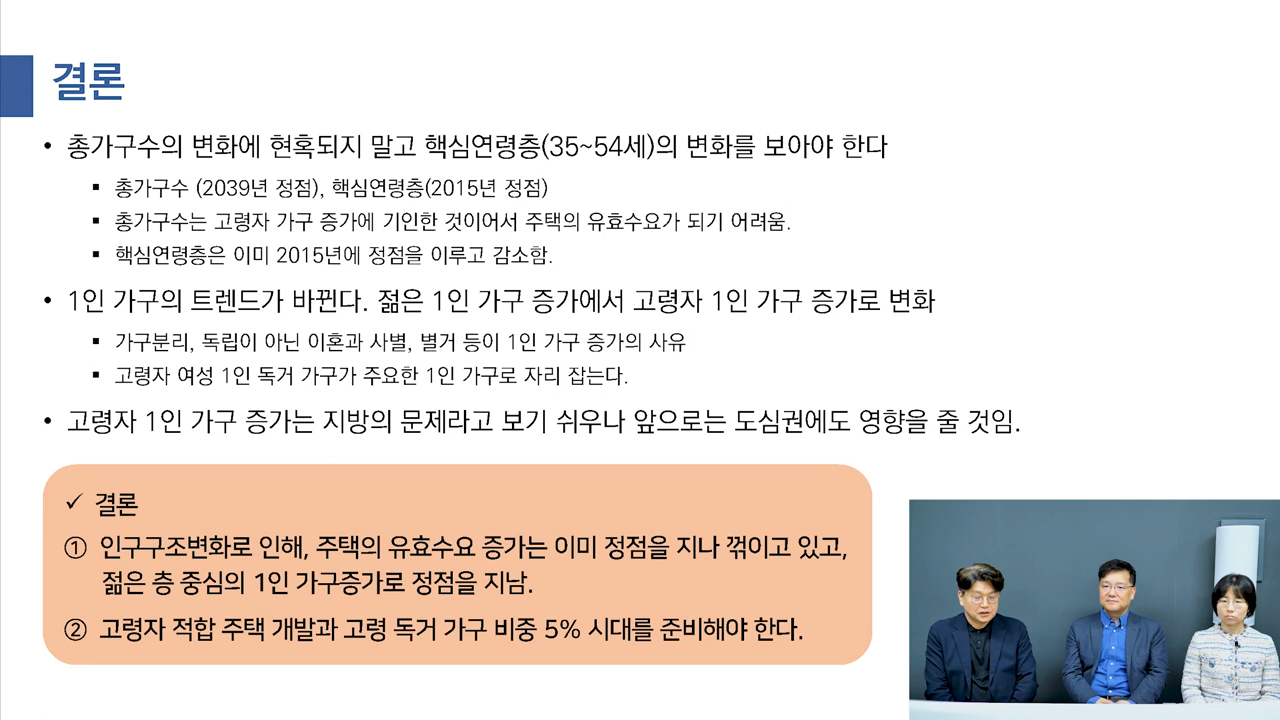 결론
• 총가구수의 변화에 현혹되지 말고 핵심연령층(35~54세)의 변화를 보아야 한다
▪ 총가구수 (2039년 정점), 핵심연령층(2015년 정점)
▪ 총가구수는 고령자 가구 증가에 기인한 것이어서 주택의 유효수요가 되기 어려움.
▪ 핵심연령층은 이미 2015년에 정점을 이루고 감소함.
• 1인 가구의 트렌드가 바뀐다. 젊은 1인 가구 증가에서 고령자 1인 가구 증가로 변화
▪ 가구분리, 독립이 아닌 이혼과 사별, 별거 등이 1인 가구 증가의 사유
▪ 고령자 여성 1인 독거 가구가 주요한 1인 가구로 자리 잡는다.
• 고령자 1인 가구 증가는 지방의 문제라고 보기 쉬우나 앞으로는 도심권에도 영향을 줄 것임.
✓ 결론
① 인구구조변화로 인해, 주택의 유효수요 증가는 이미 정점을 지나 꺾이고 있고,
젊은 층 중심의 1인 가구증가로 정점을 지남.
② 고령자 적합 주택 개발과 고령 독거 가구 비중 5% 시대를 준비해야 한다.